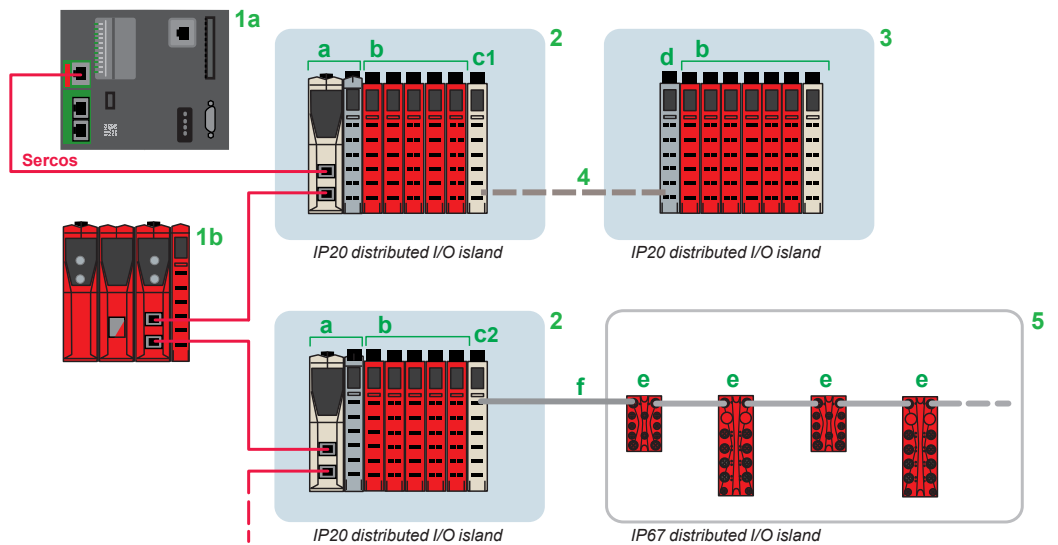 1a
2
3
a
b
c1
d
b
Sercos
4
IP20 distributed I/O island
IP20 distributed I/O island
1b
2
5
a
b
c2
f
e
e
e
e
IP20 distributed I/O island
IP67 distributed I/O island